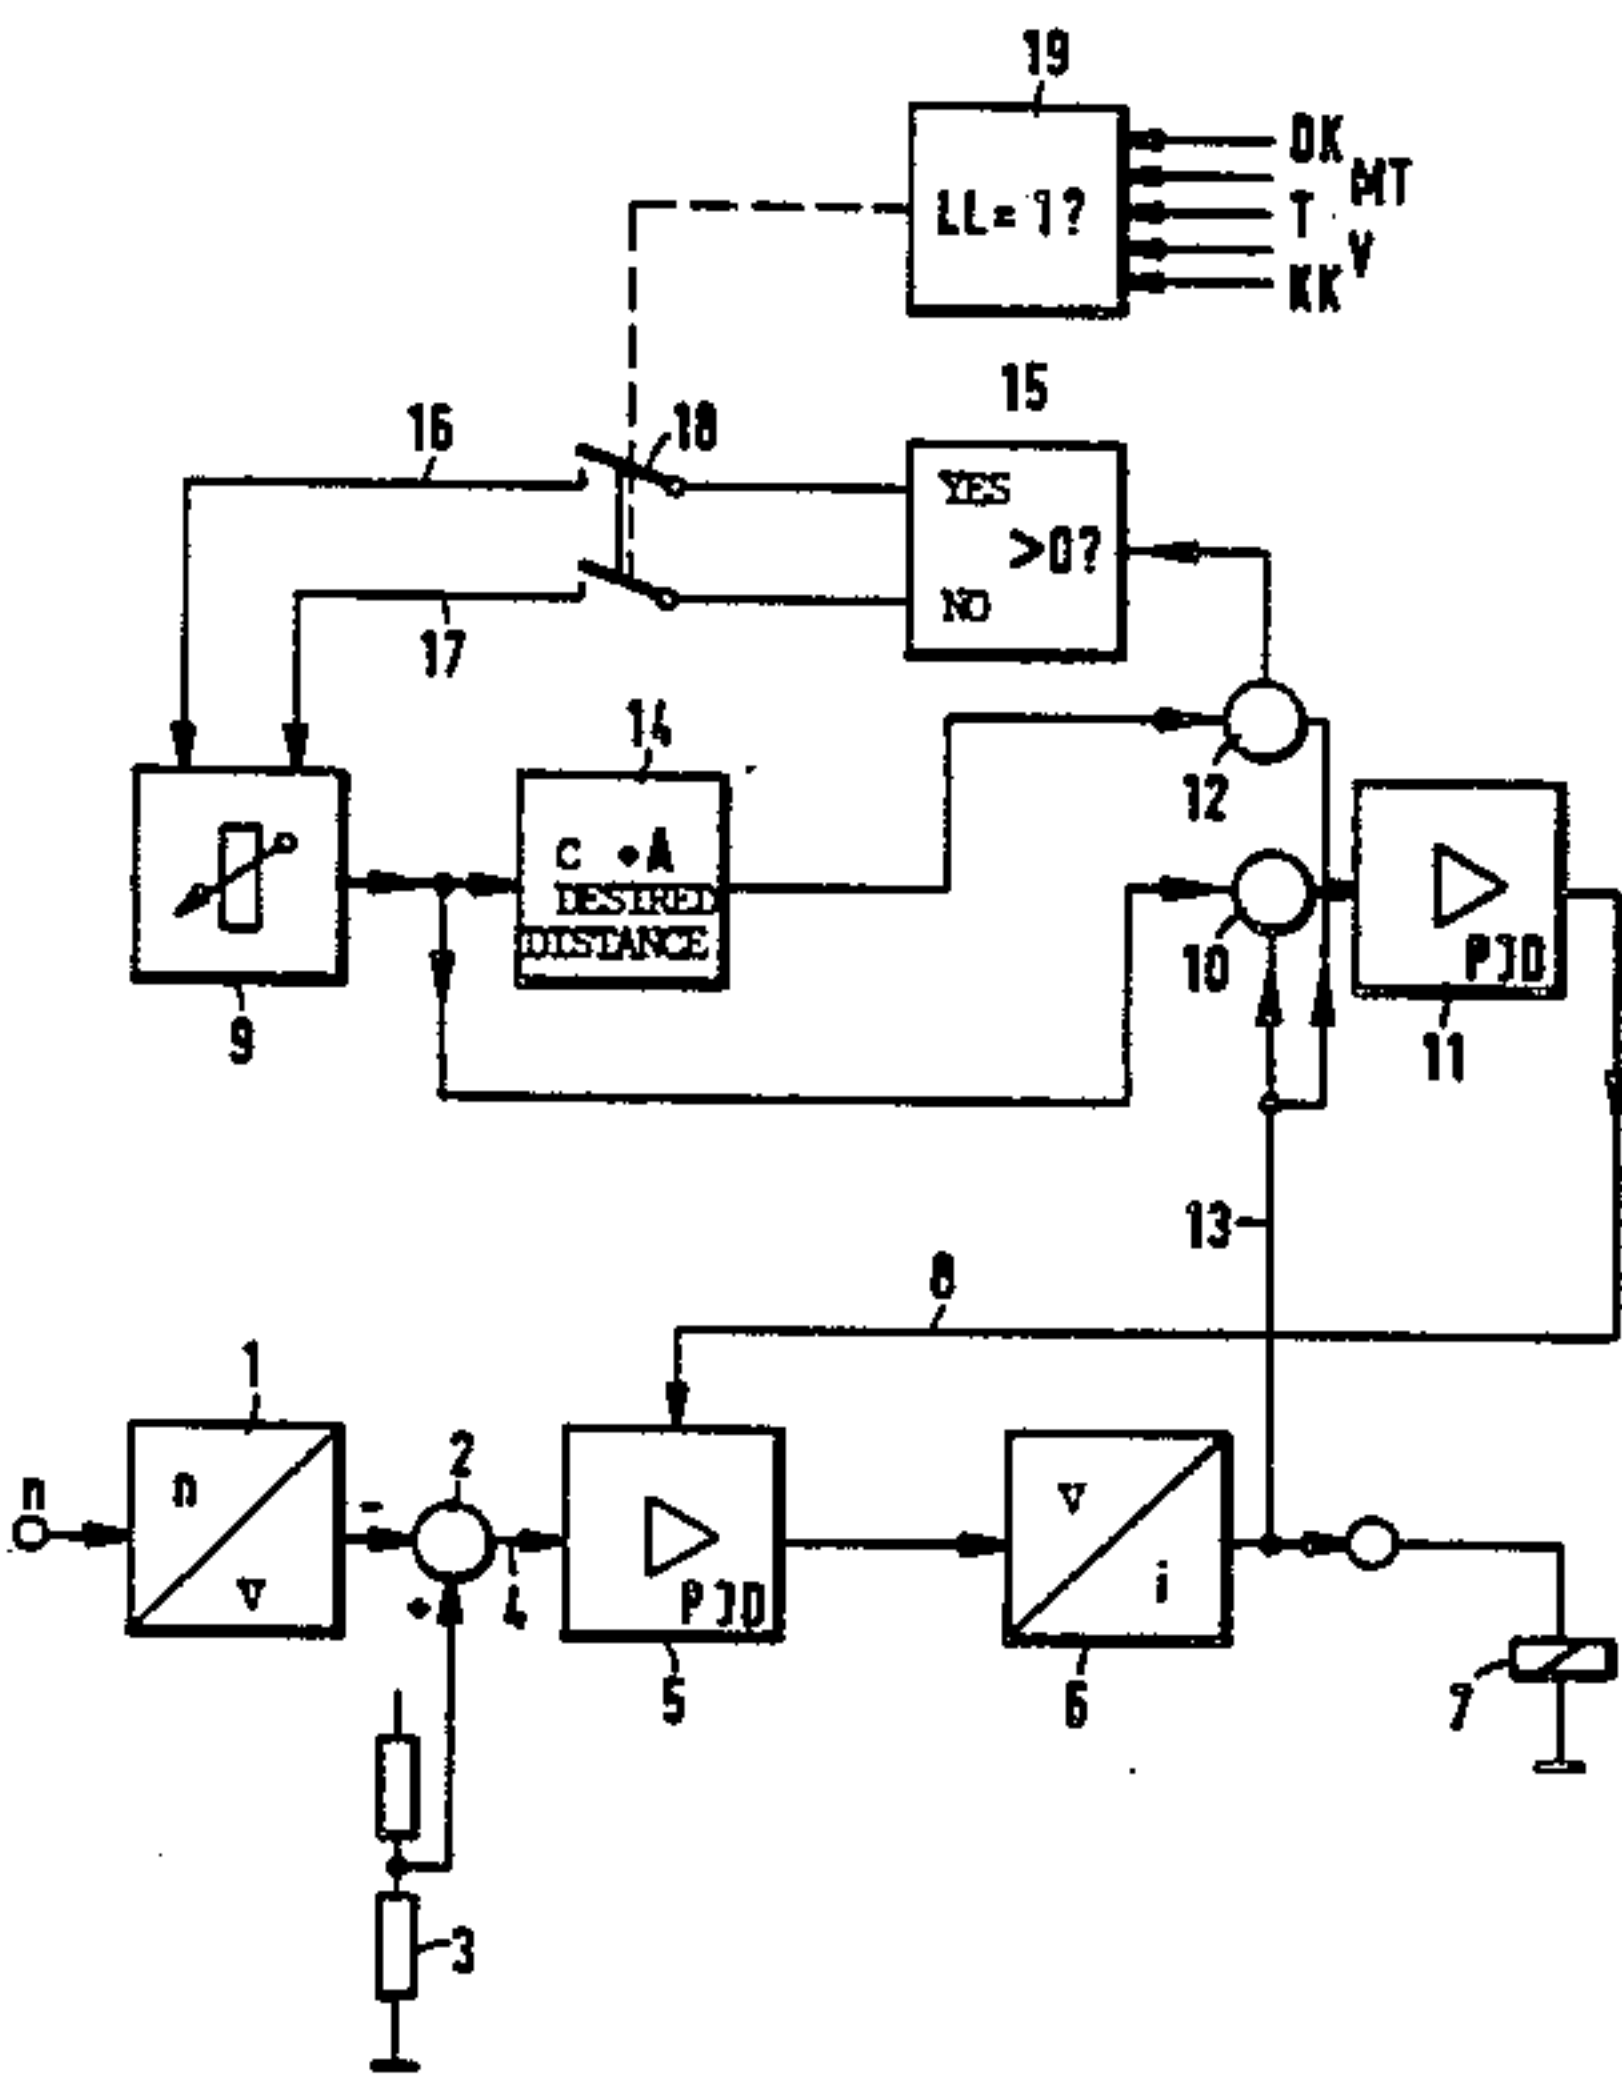 19
LL=1?
DK
MT
T
V
KK
15
16
18
YES
>0?
NO
17
14
12
C •A
DESIRED
DISTANCE
10
PID
9
11
13
8
1
2
n
n
v
-
+
4
PID
v
i
5
6
7
3